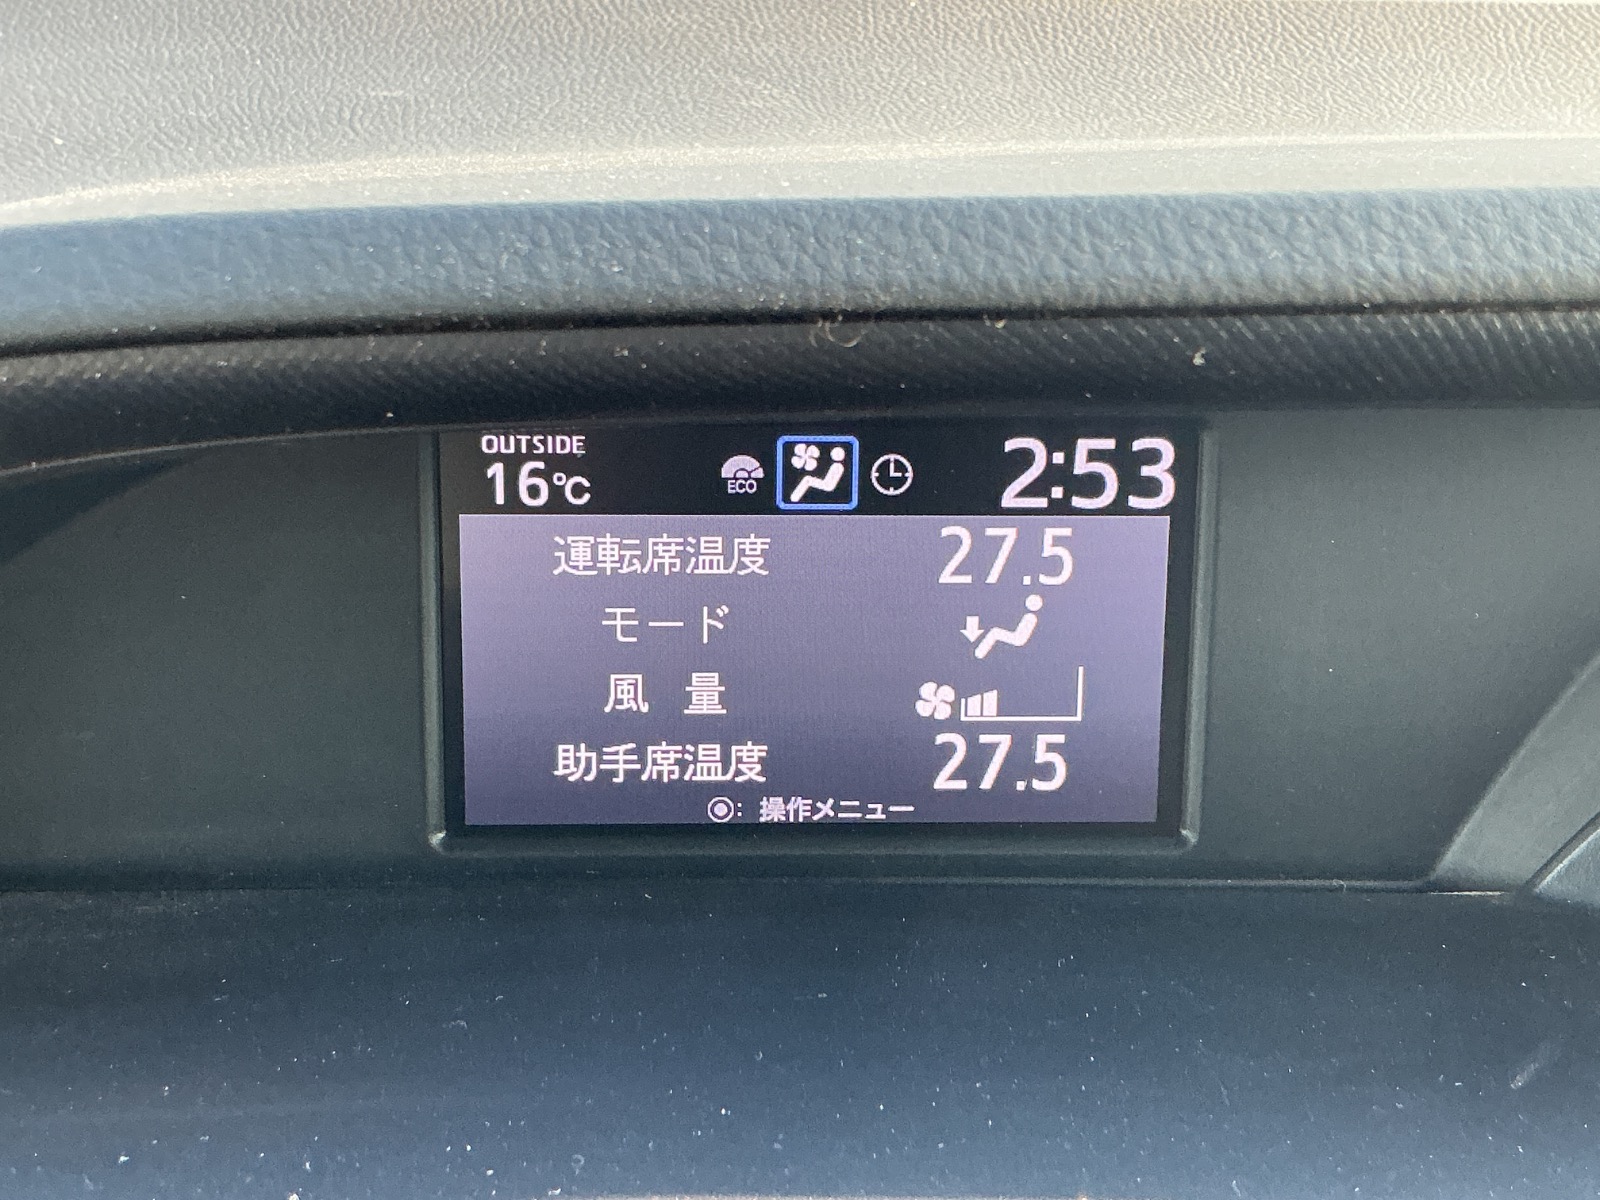 OUTSIDE
16℃
ECO
2:53
運転席温度 27.5
モード
風 量
助手席温度 27.5
◉: 操作メニュー